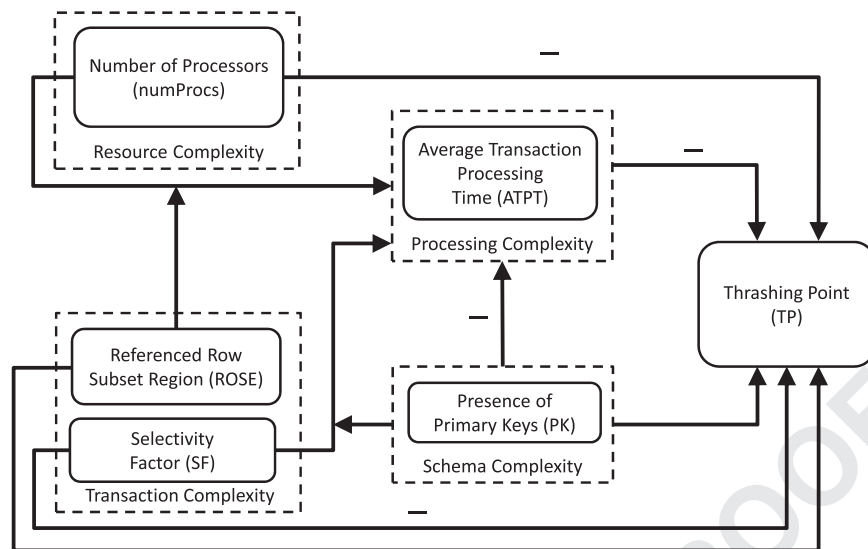 Number of Processors
(numProcs)
Resource Complexity
—
Average Transaction
Processing
Time (ATPT)
Processing Complexity
—
Thrashing Point
(TP)
Referenced Row
Subset Region (ROSE)
Selectivity
Factor (SF)
Transaction Complexity
—
Presence of
Primary Keys (PK)
Schema Complexity
—